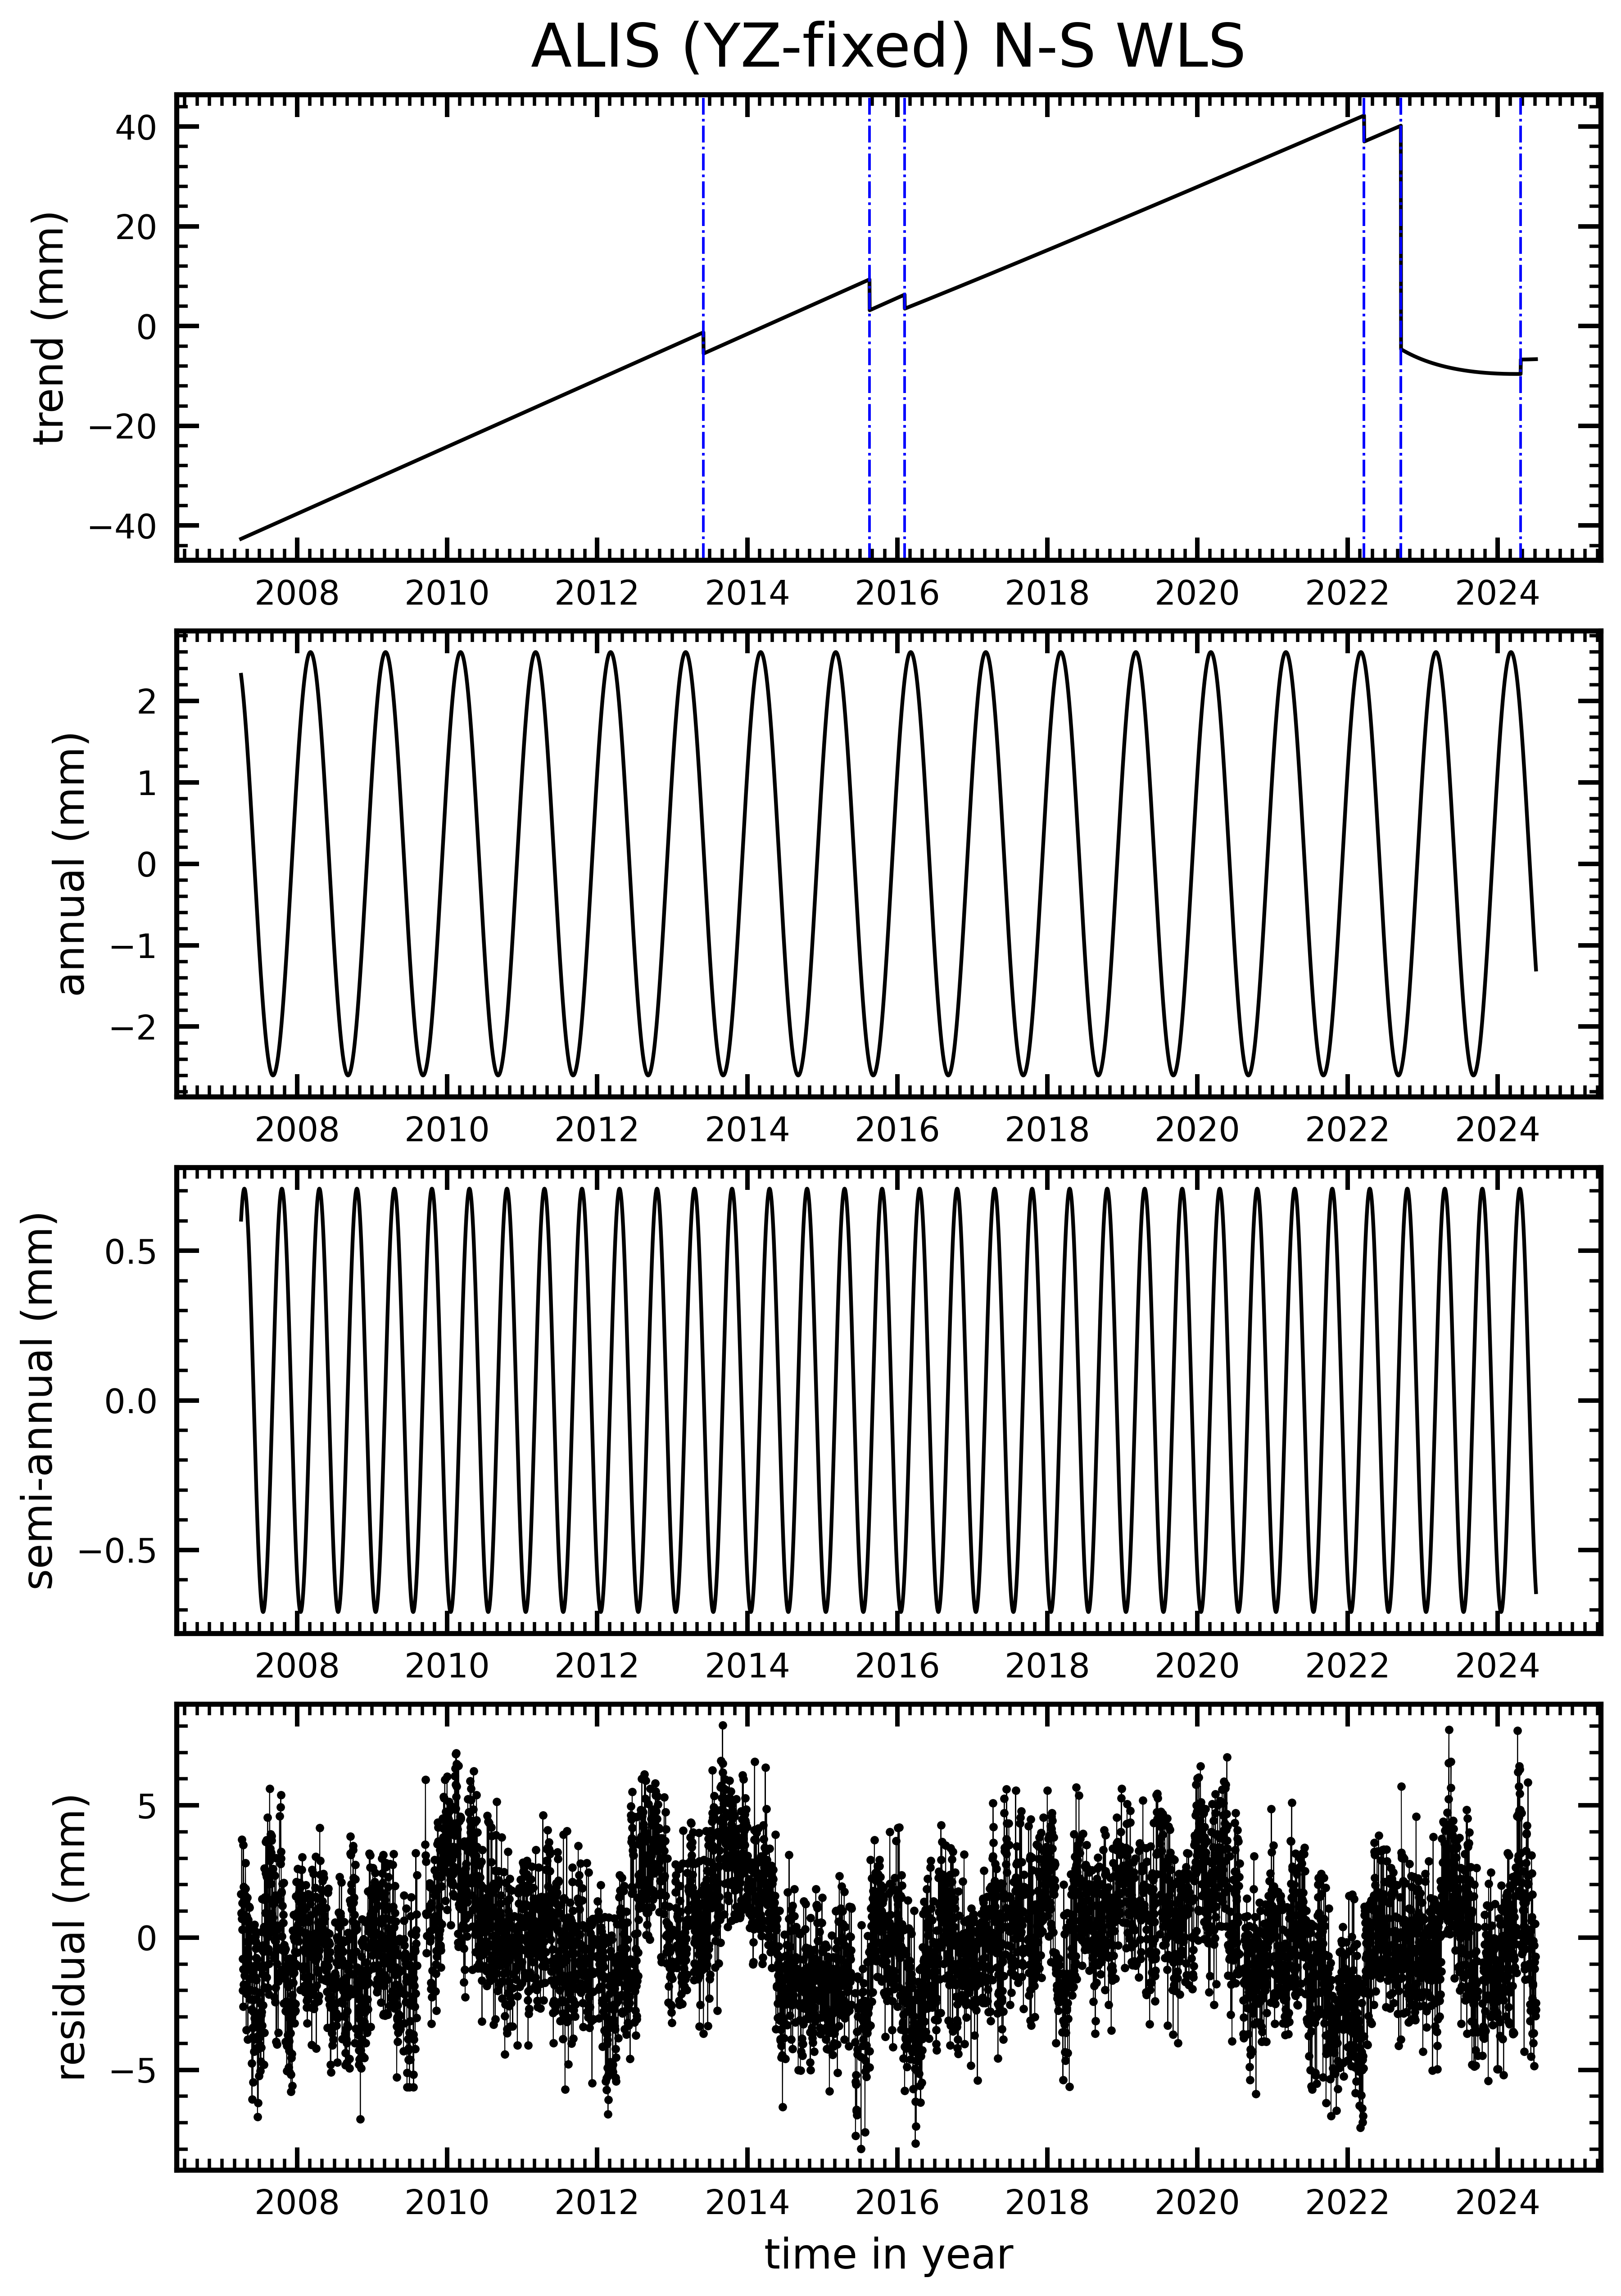 ALIS (YZ-fixed) N-S WLS
trend (mm)
40
20
0
−20
−40
2008 2010 2012 2014 2016 2018 2020 2022 2024
annual (mm)
2
1
0
−1
−2
2008 2010 2012 2014 2016 2018 2020 2022 2024
semi-annual (mm)
0.5
0.0
−0.5
2008 2010 2012 2014 2016 2018 2020 2022 2024
residual (mm)
5
0
−5
2008 2010 2012 2014 2016 2018 2020 2022 2024
time in year